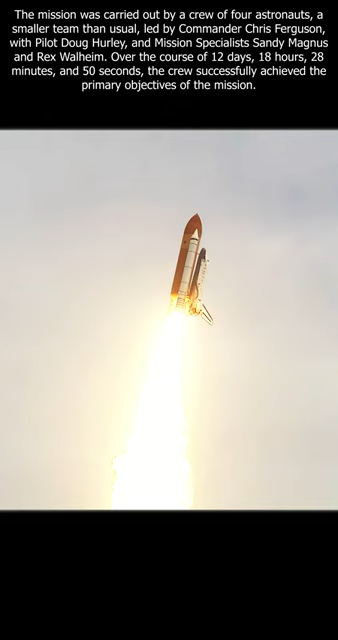 The mission was carried out by a crew of four astronauts, a
smaller team than usual, led by Commander Chris Ferguson,
with Pilot Doug Hurley, and Mission Specialists Sandy Magnus
and Rex Walheim. Over the course of 12 days, 18 hours, 28
minutes, and 50 seconds, the crew successfully achieved the
primary objectives of the mission.